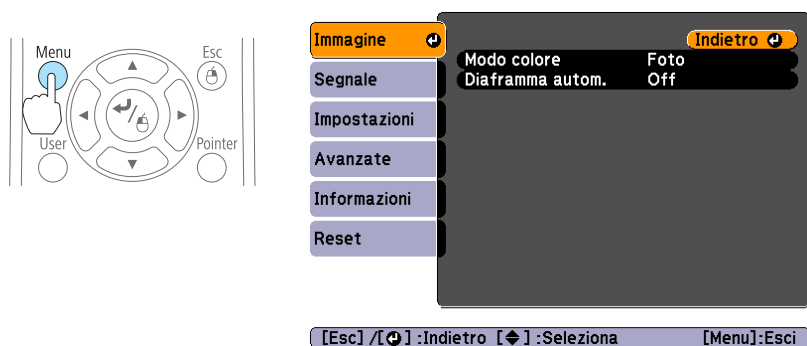 Menu
Esc
User
Pointer
Immagine
Segnale
Impostazioni
Avanzate
Informazioni
Reset
Indietro
Modo colore Foto
Diaframma autom. Off
[Esc] /[ ] :Indietro [ ] :Seleziona [Menu]:Esci